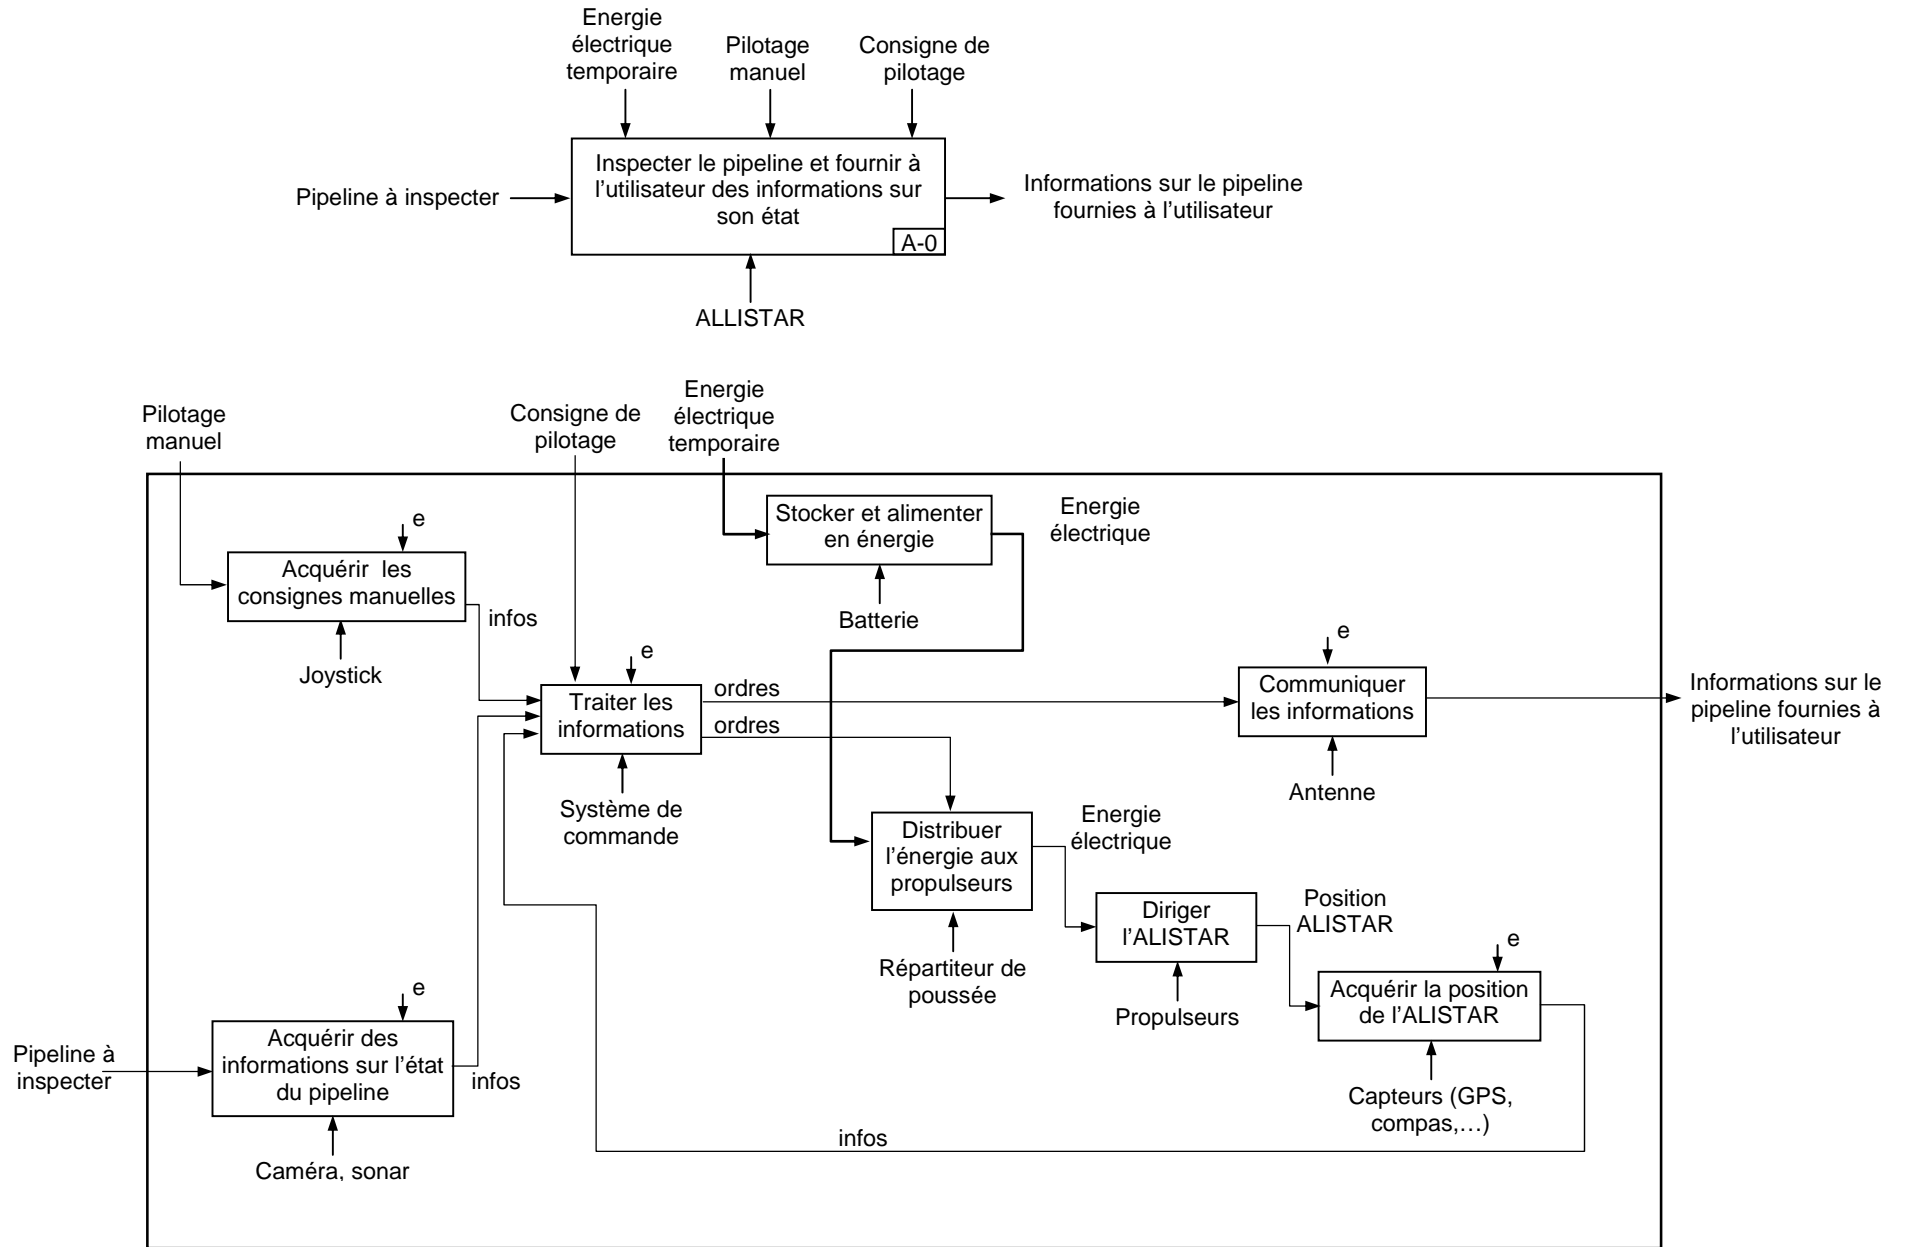 Energie
électrique
temporaire
Pilotage
manuel
Consigne de
pilotage
Inspecter le pipeline et fournir à
l'utilisateur des informations sur
son état
A-0
Pipeline à inspecter
Informations sur le pipeline
fournies à l'utilisateur
ALLISTAR
Pilotage
manuel
Consigne de
pilotage
Energie
électrique
temporaire
e
Acquérir les
consignes manuelles
infos
Joystick
Stocker et alimenter
en énergie
Energie
électrique
Batterie
e
Traiter les
informations
ordres
ordres
Système de
commande
e
Communiquer
les informations
Antenne
Informations sur le
pipeline fournies à
l'utilisateur
Distribuer
l'énergie aux
propulseurs
Energie
électrique
Répartiteur de
poussée
Diriger
l'ALISTAR
Position
ALISTAR
Propulseurs
e
Acquérir la position
de l'ALISTAR
Capteurs (GPS,
compas,…)
Pipeline à
inspecter
e
Acquérir des
informations sur l'état
du pipeline
infos
Caméra, sonar
infos